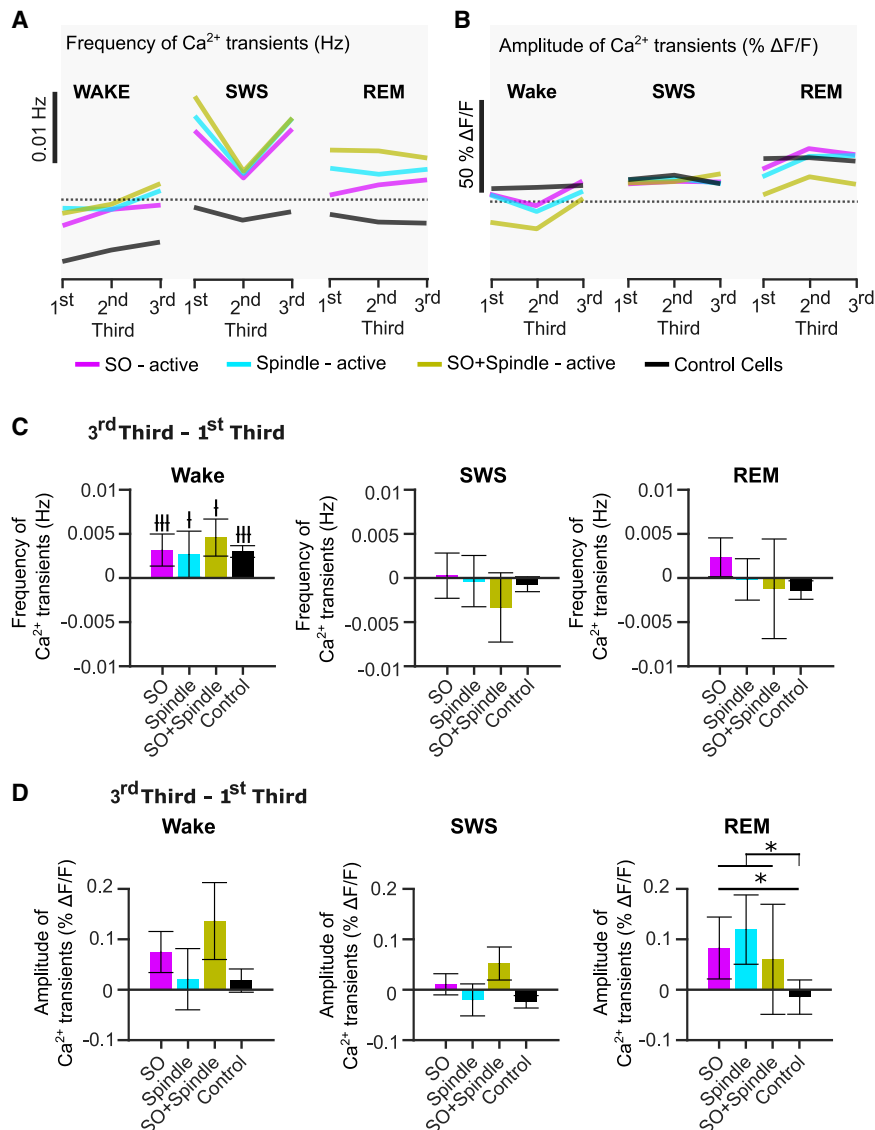 A
Frequency of Ca²⁺ transients (Hz)
WAKE SWS REM
0.01 Hz
1st 2nd 3rd 1st 2nd 3rd 1st 2nd 3rd
Third Third Third
B
Amplitude of Ca²⁺ transients (% ΔF/F)
Wake SWS REM
50 % ΔF/F
1st 2nd 3rd 1st 2nd 3rd 1st 2nd 3rd
Third Third Third
SO - active Spindle - active SO+Spindle - active Control Cells
C
3rd Third - 1st Third
Wake
Frequency of
Ca²⁺ transients (Hz)
0.01
0.005
0
-0.005
-0.01
ƗƗƗ Ɨ Ɨ ƗƗƗ
SO
Spindle
SO+Spindle
Control
SWS
Frequency of
Ca²⁺ transients (Hz)
0.01
0.005
0
-0.005
-0.01
SO
Spindle
SO+Spindle
Control
REM
Frequency of
Ca²⁺ transients (Hz)
0.01
0.005
0
-0.005
-0.01
SO
Spindle
SO+Spindle
Control
D
3rd Third - 1st Third
Wake
Amplitude of
Ca²⁺ transients (% ΔF/F)
0.2
0.1
0
-0.1
SO
Spindle
SO+Spindle
Control
SWS
Amplitude of
Ca²⁺ transients (% ΔF/F)
0.2
0.1
0
-0.1
SO
Spindle
SO+Spindle
Control
REM
Amplitude of
Ca²⁺ transients (% ΔF/F)
0.2
0.1
0
-0.1
*
*
SO
Spindle
SO+Spindle
Control